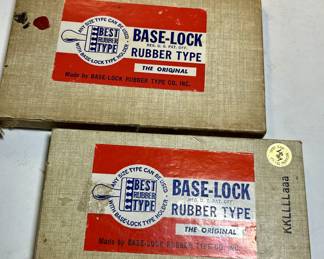 ANY SIZE TYPE CAN BE USED
WITH BASE-LOCK TYPE HOLDER
BEST
RUBBER
TYPE
BASE-LOCK
REG. U. S. PAT. OFF.
RUBBER TYPE
THE ORIGINAL
Made by BASE-LOCK RUBBER TYPE CO. INC.
ANY SIZE TYPE CAN BE USED
WITH BASE-LOCK TYPE HOLDER
BEST
RUBBER
TYPE
BASE-LOCK
REG. U. S. PAT. OFF.
RUBBER TYPE
THE ORIGINAL
Made by BASE-LOCK RUBBER TYPE CO. INC.
KKLLLLaaa